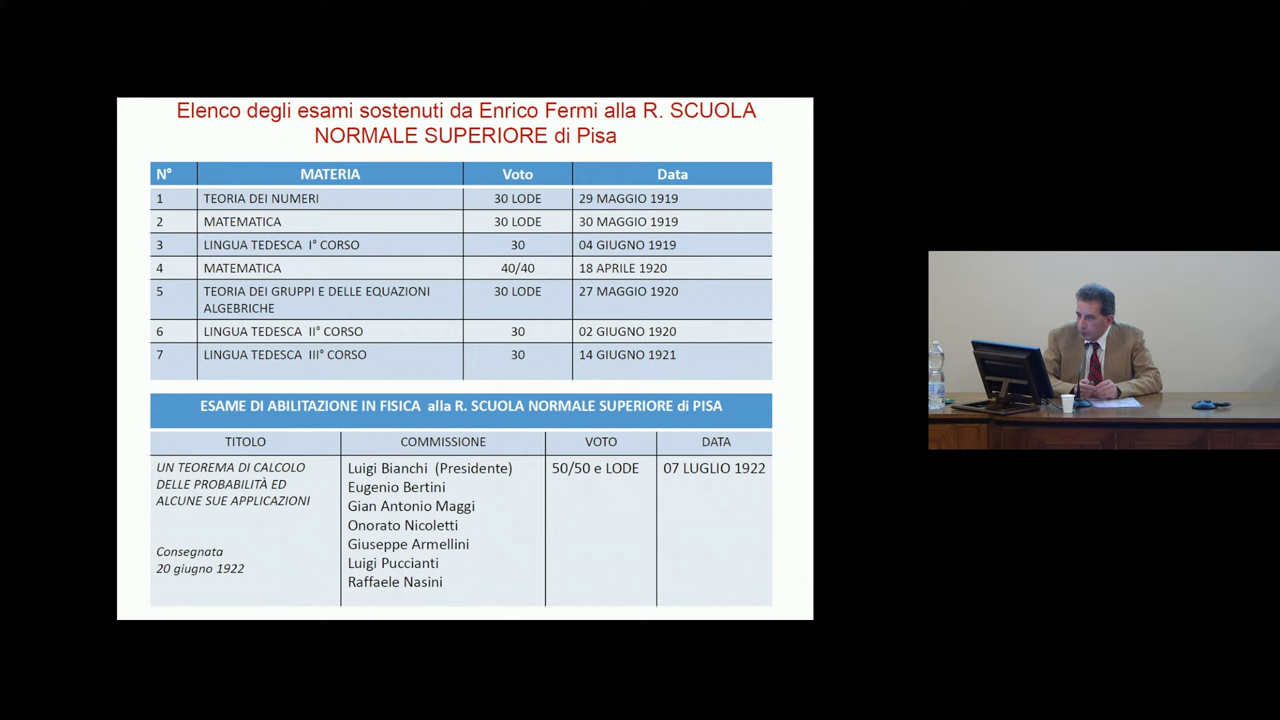 Elenco degli esami sostenuti da Enrico Fermi alla R. SCUOLA
NORMALE SUPERIORE di Pisa
N° MATERIA Voto Data
1 TEORIA DEI NUMERI 30 LODE 29 MAGGIO 1919
2 MATEMATICA 30 LODE 30 MAGGIO 1919
3 LINGUA TEDESCA I° CORSO 30 04 GIUGNO 1919
4 MATEMATICA 40/40 18 APRILE 1920
5 TEORIA DEI GRUPPI E DELLE EQUAZIONI 30 LODE 27 MAGGIO 1920
ALGEBRICHE
6 LINGUA TEDESCA II° CORSO 30 02 GIUGNO 1920
7 LINGUA TEDESCA III° CORSO 30 14 GIUGNO 1921
ESAME DI ABILITAZIONE IN FISICA alla R. SCUOLA NORMALE SUPERIORE di PISA
TITOLO COMMISSIONE VOTO DATA
UN TEOREMA DI CALCOLO
DELLE PROBABILITÀ ED
ALCUNE SUE APPLICAZIONI
Consegnata
20 giugno 1922
Luigi Bianchi (Presidente)
Eugenio Bertini
Gian Antonio Maggi
Onorato Nicoletti
Giuseppe Armellini
Luigi Puccianti
Raffaele Nasini
50/50 e LODE
07 LUGLIO 1922